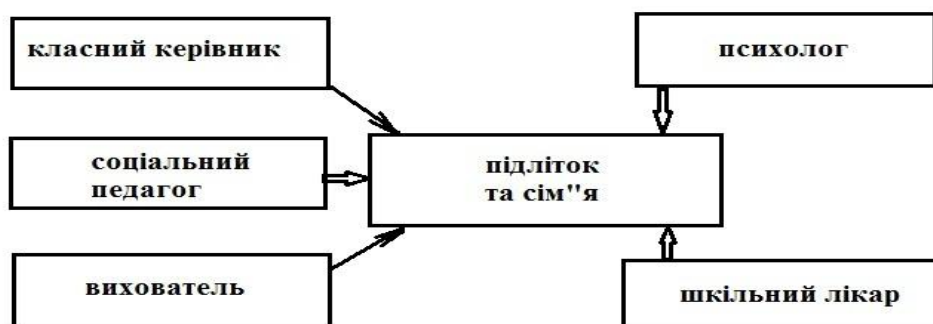 класний керівник
психолог
соціальний
педагог
підліток
та сім"я
вихователь
шкільний лікар